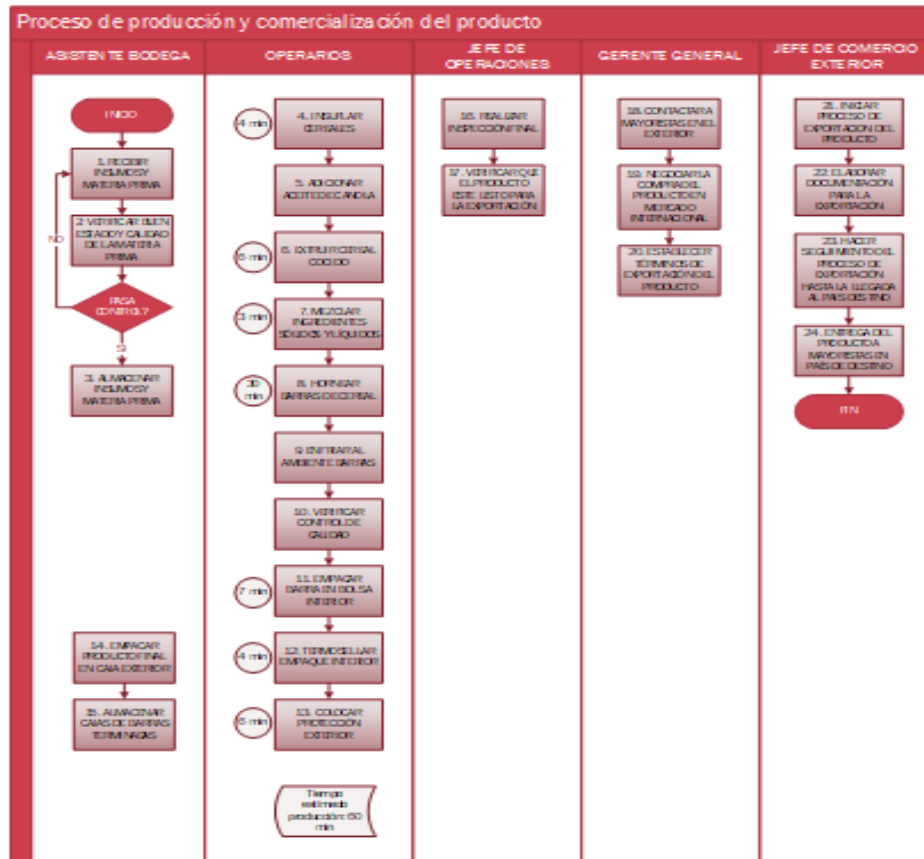 Proceso de producción y comercialización del producto
ASISTENTE BODEGA
OPERARIOS
JEFE DE
OPERACIONES
GERENTE GENERAL
JEFE DE COMERCIO
EXTERIOR
INICIO
1. RECIBIR
INSUMOS Y
MATERIA PRIMA
2 VERIFICAR BUEN
ESTADO Y CALIDAD
DE LA MATERIA
PRIMA
NO
PASA
CONTROL?
SI
3. ALMACENAR
INSUMOS Y
MATERIA PRIMA
14. EMPACAR
PRODUCTO FINAL
EN CAJA EXTERIOR
15. ALMACENAR
CAJAS DE BARRAS
TERMINADAS
4 min
4. INSUFLAR
CEREALES
5. ADICIONAR
ACEITE DE CANOLA
6 min
6. EXTRUIR CEREAL
COCIDO
3 min
7. MEZCLAR
INGREDIENTES
SÓLIDOS Y LÍQUIDOS
30
min
8. HORNEAR
BARRAS DE CEREAL
9 ENFRIAR AL
AMBIENTE BARRAS
10. VERIFICAR
CONTROL DE
CALIDAD
7 min
11. EMPACAR
BARRA EN BOLSA
INTERIOR
4 min
12. TERMOSELLAR
EMPAQUE INTERIOR
6 min
13. COLOCAR
PROTECCIÓN
EXTERIOR
Tiempo
estimado
producción: 60
min
16. REALIZAR
INSPECCIÓN FINAL
17. VERIFICAR QUE
EL PRODUCTO
ESTE LISTO PARA
LA EXPORTACIÓN
18. CONTACTAR A
MAYORISTAS EN EL
EXTERIOR
19. NEGOCIAR LA
COMPRA DEL
PRODUCTO EN
MERCADO
INTERNACIONAL
20. ESTABLECER
TÉRMINOS DE
EXPORTACIÓN DEL
PRODUCTO
21. INICIAR
PROCESO DE
EXPORTACION DEL
PRODUCTO
22. ELABORAR
DOCUMENTACIÓN
PARA LA
EXPORTACIÓN
23. HACER
SEGUIMIENTO DEL
PROCESO DE
EXPORTACIÓN
HASTA LA LLEGADA
AL PAIS DESTINO
24. ENTREGA DEL
PRODUCTO A
MAYORISTAS EN
PAÍS DE DESTINO
FIN